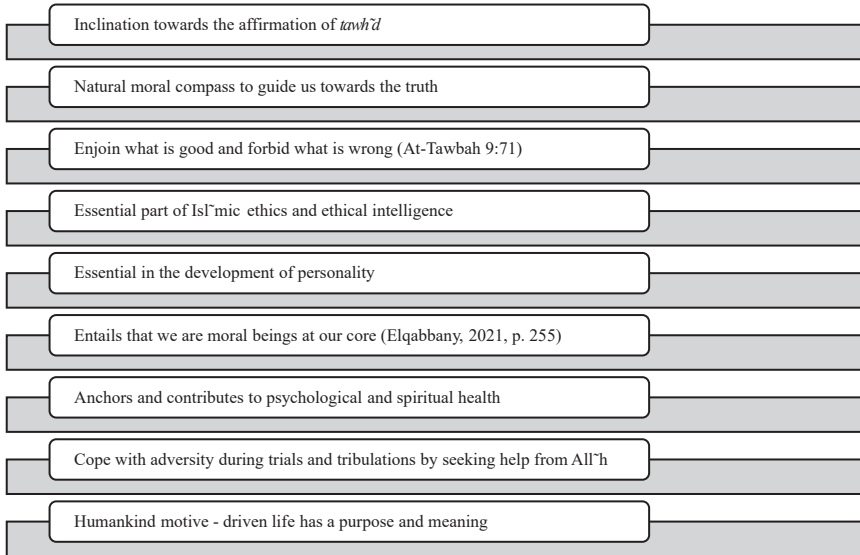 Inclination towards the affirmation of tawh˜d
Natural moral compass to guide us towards the truth
Enjoin what is good and forbid what is wrong (At-Tawbah 9:71)
Essential part of Isl˜mic ethics and ethical intelligence
Essential in the development of personality
Entails that we are moral beings at our core (Elqabbany, 2021, p. 255)
Anchors and contributes to psychological and spiritual health
Cope with adversity during trials and tribulations by seeking help from All˜h
Humankind motive - driven life has a purpose and meaning